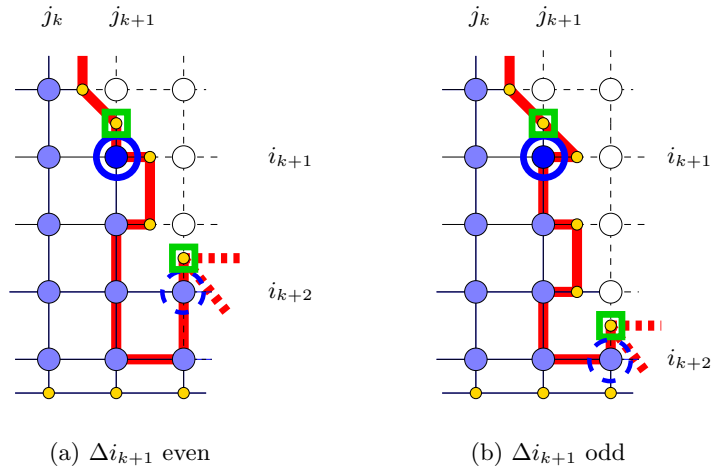 j_k j_{k+1} j_k j_{k+1}
i_{k+1} i_{k+1}
i_{k+2}
i_{k+2}
(a) Δi_{k+1} even (b) Δi_{k+1} odd